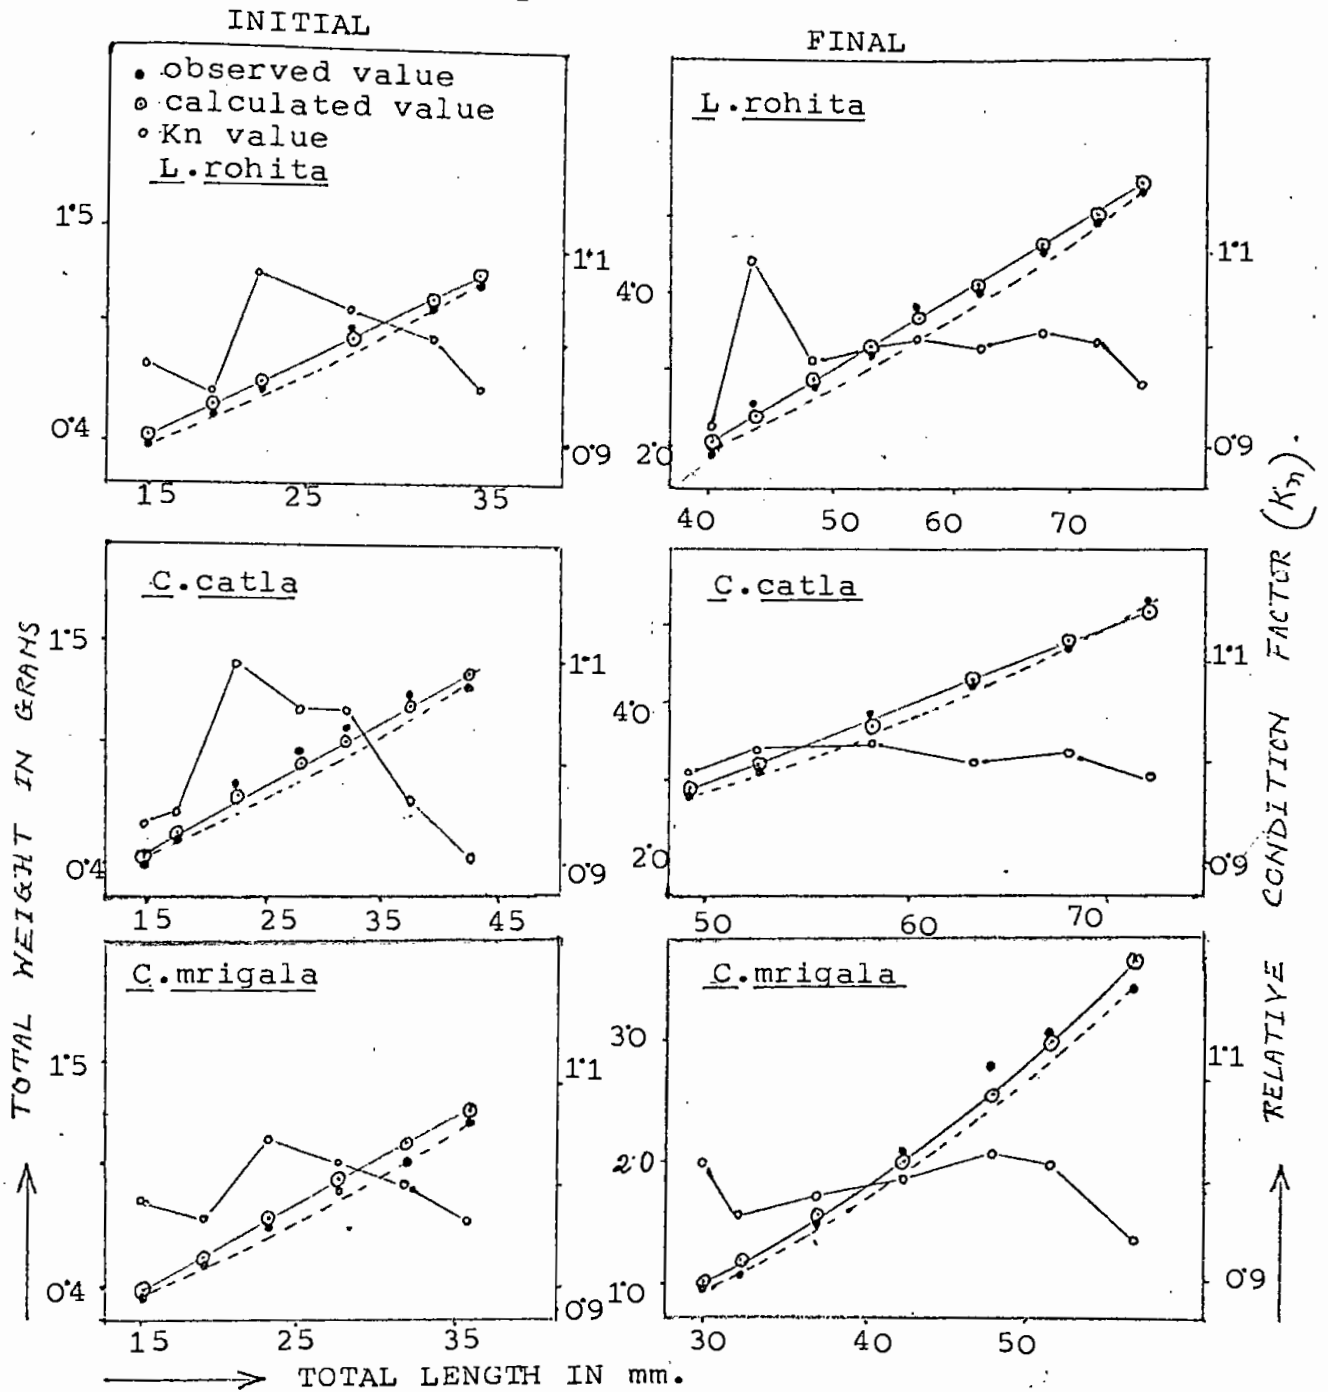 INITIAL
FINAL
observed value
calculated value
Kn value
L.rohita
L.rohita
1.5
0.4
1.1
0.9
15 25 35
4.0
2.0
1.1
0.9
40 50 60 70
C.catla
C.catla
1.5
0.4
1.1
0.9
15 25 35 45
4.0
2.0
1.1
0.9
50 60 70
C.mrigala
C.mrigala
1.5
0.4
1.1
0.9
15 25 35
3.0
2.0
1.0
1.1
0.9
30 40 50
TOTAL WEIGHT IN GRAMS
RELATIVE CONDITION FACTOR (Kn).
TOTAL LENGTH IN mm.